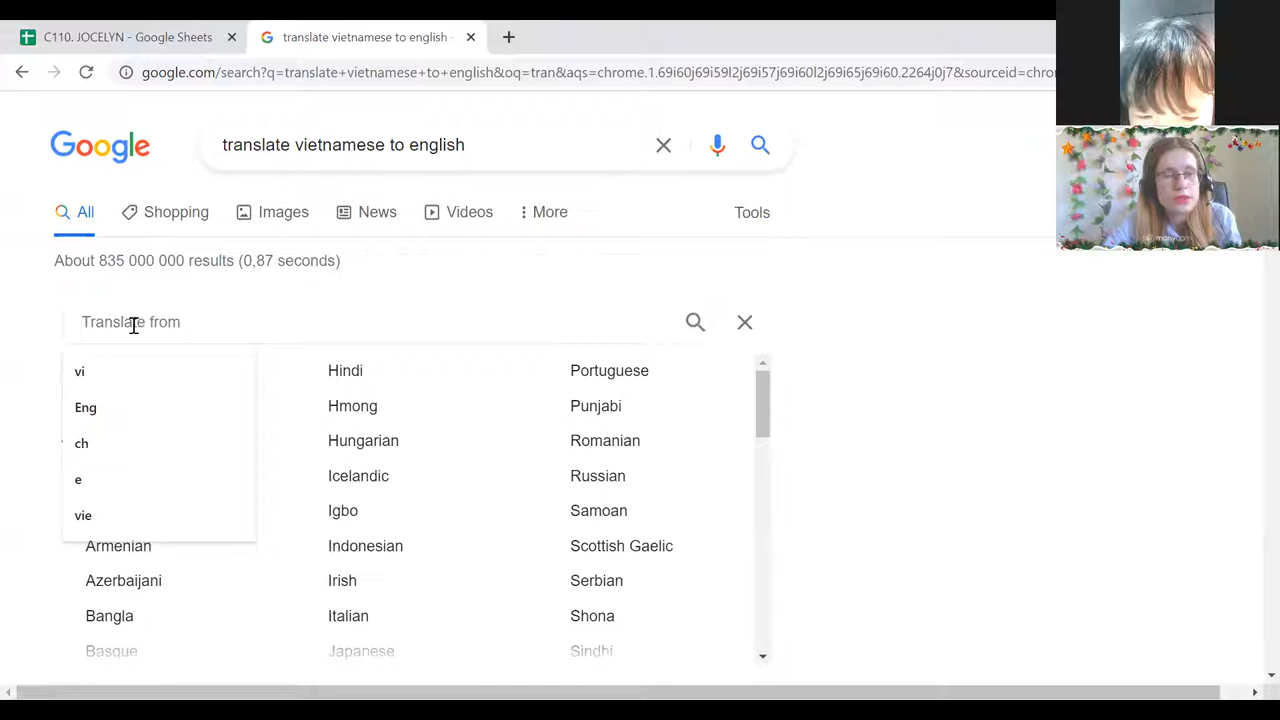 C110. JOCELYN - Google Sheets
translate vietnamese to english -
google.com/search?q=translate+vietnamese+to+english&oq=tran&aqs=chrome.1.69i60j69i59l2j69i57j69i60l2j69i65j69i60.2264j0j7&sourceid=chro
Google
translate vietnamese to english
All Shopping Images News Videos More Tools
About 835 000 000 results (0,87 seconds)
Translate from
vi Hindi Portuguese
Eng Hmong Punjabi
ch Hungarian Romanian
e Icelandic Russian
vie Igbo Samoan
Armenian Indonesian Scottish Gaelic
Azerbaijani Irish Serbian
Bangla Italian Shona
Basque Japanese Sindhi